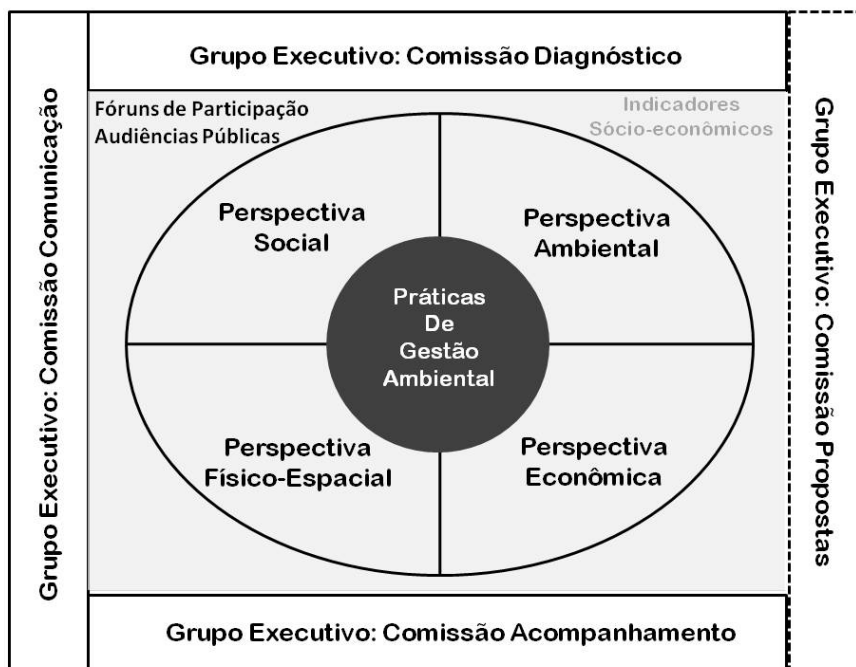 Grupo Executivo: Comissão Diagnóstico
Grupo Executivo: Comissão Comunicação
Fóruns de Participação
Audiências Públicas
Indicadores
Sócio-econômicos
Perspectiva
Social
Perspectiva
Ambiental
Práticas
De
Gestão
Ambiental
Perspectiva
Físico-Espacial
Perspectiva
Econômica
Grupo Executivo: Comissão Propostas
Grupo Executivo: Comissão Acompanhamento